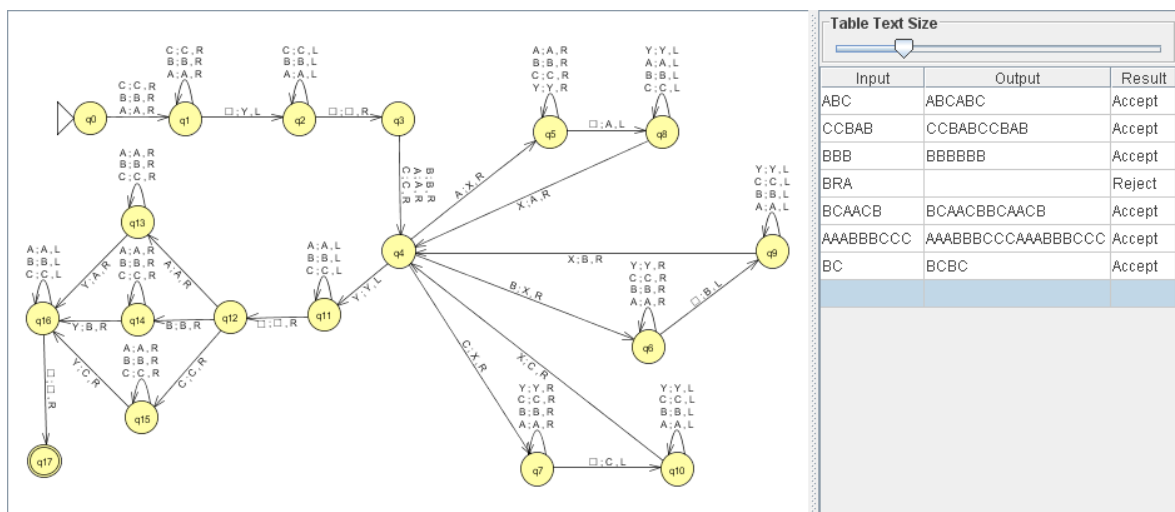 C ; C , R
B ; B , R
A ; A , R
q0
C ; C , R
B ; B , R
A ; A , R
q1
□ ; Y , L
C ; C , L
B ; B , L
A ; A , L
q2
□ ; □ , R
q3
B ; B , R
A ; A , R
C ; C , R
q4
A ; X , R
A ; A , R
B ; B , R
C ; C , R
Y ; Y , R
q5
□ ; A , L
Y ; Y , L
A ; A , L
B ; B , L
C ; C , L
q8
X ; A , R
Y ; Y , L
C ; C , L
B ; B , L
A ; A , L
q9
X ; B , R
B ; X , R
Y ; Y , R
C ; C , R
B ; B , R
A ; A , R
q6
□ ; B , L
C ; X , R
Y ; Y , R
C ; C , R
B ; B , R
A ; A , R
q7
□ ; C , L
Y ; Y , L
C ; C , L
B ; B , L
A ; A , L
q10
X ; C , R
Y ; Y , L
A ; A , L
B ; B , L
C ; C , L
q11
□ ; □ , R
q12
A ; A , R
B ; B , R
C ; C , R
A ; A , R
B ; B , R
C ; C , R
q13
A ; A , R
B ; B , R
C ; C , R
q14
A ; A , R
B ; B , R
C ; C , R
q15
Y ; A , R
Y ; B , R
Y ; C , R
A ; A , L
B ; B , L
C ; C , L
q16
□ ; □ , R
q17
Table Text Size
Input Output Result
ABC ABCABC Accept
CCBAB CCBABCCBAB Accept
BBB BBBBBB Accept
BRA Reject
BCAACB BCAACBBCAACB Accept
AAABBBCCC AAABBBCCCAAABBBCCC Accept
BC BCBC Accept